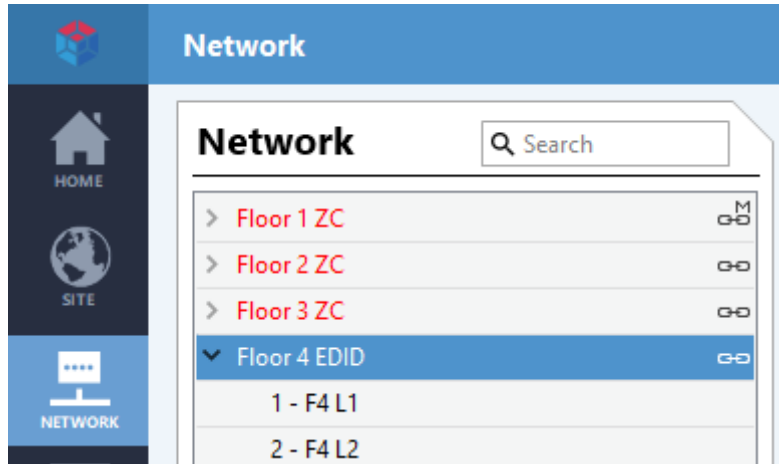 Network
HOME
SITE
NETWORK
Network
Search
Floor 1 ZC
M
Floor 2 ZC
Floor 3 ZC
Floor 4 EDID
1 - F4 L1
2 - F4 L2